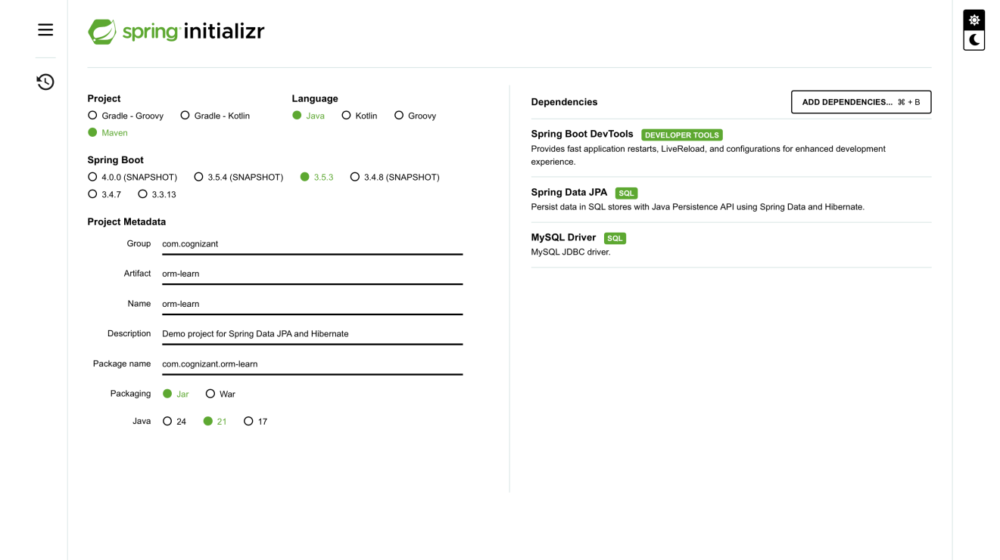 spring initializr
Project
Gradle - Groovy Gradle - Kotlin
Maven
Language
Java Kotlin Groovy
Spring Boot
4.0.0 (SNAPSHOT) 3.5.4 (SNAPSHOT) 3.5.3 3.4.8 (SNAPSHOT)
3.4.7 3.3.13
Project Metadata
Group com.cognizant
Artifact orm-learn
Name orm-learn
Description Demo project for Spring Data JPA and Hibernate
Package name com.cognizant.orm-learn
Packaging Jar War
Java 24 21 17
Dependencies ADD DEPENDENCIES... ⌘ + B
Spring Boot DevTools DEVELOPER TOOLS
Provides fast application restarts, LiveReload, and configurations for enhanced development
experience.
Spring Data JPA SQL
Persist data in SQL stores with Java Persistence API using Spring Data and Hibernate.
MySQL Driver SQL
MySQL JDBC driver.